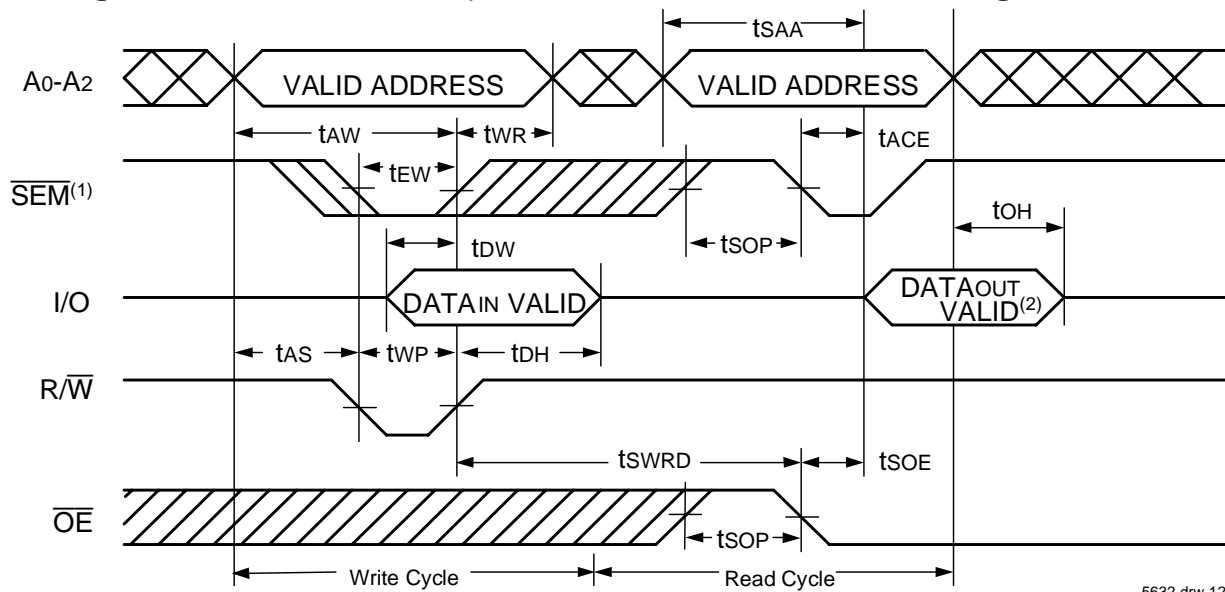 tSAA
A0-A2
VALID ADDRESS
VALID ADDRESS
tAW
tWR
tACE
tEW
SEM(1)
tSOP
tOH
tDW
I/O
DATAIN VALID
DATAOUT
VALID(2)
tAS
tWP
tDH
R/W
tSWRD
tSOE
OE
tSOP
Write Cycle
Read Cycle